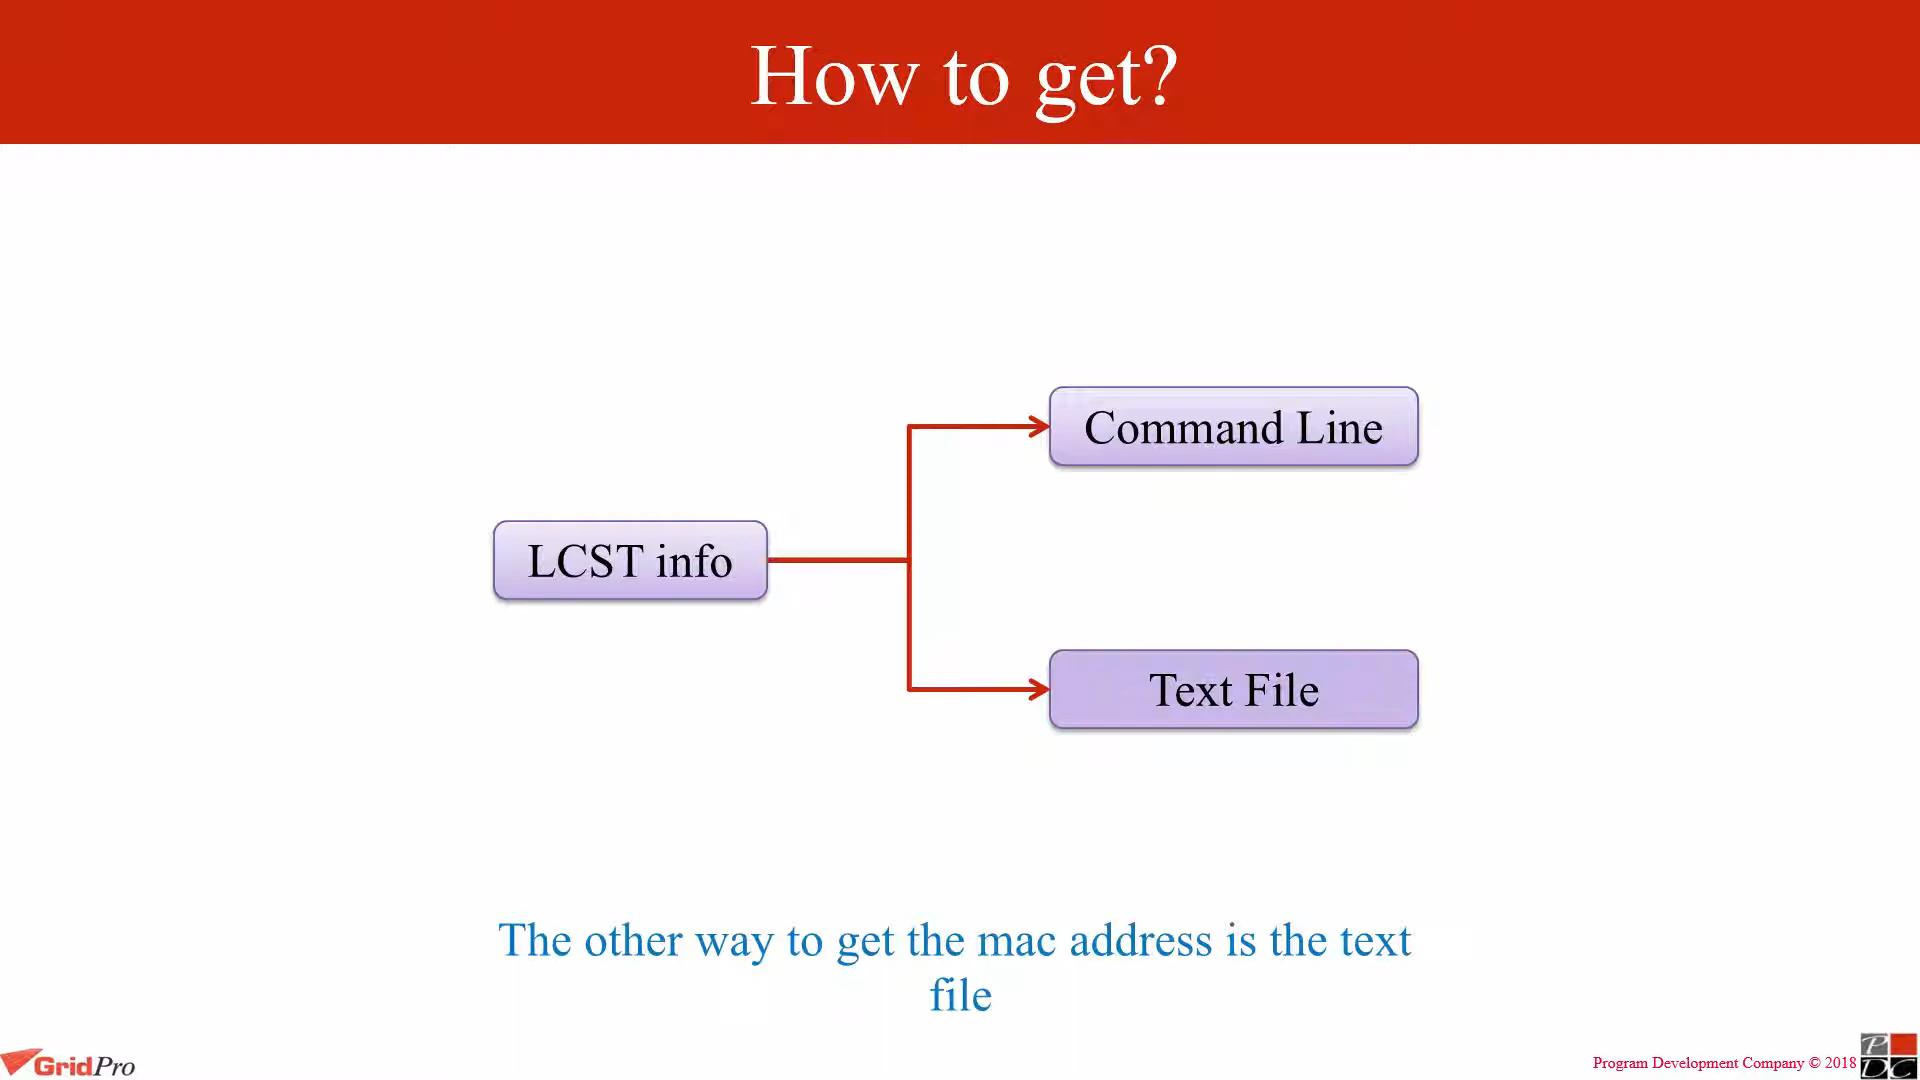 How to get?
Command Line
LCST info
Text File
The other way to get the mac address is the text
file
GridPro
Program Development Company © 2018
P
DC